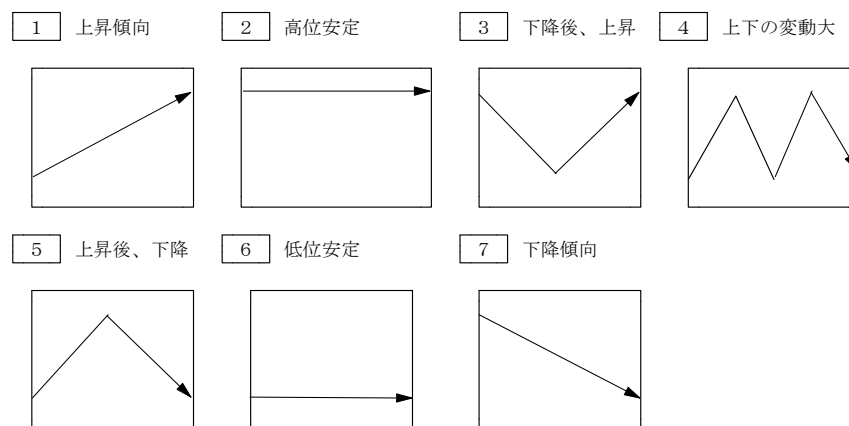 １ 上昇傾向
２ 高位安定
３ 下降後、上昇
４ 上下の変動大
５ 上昇後、下降
６ 低位安定
７ 下降傾向